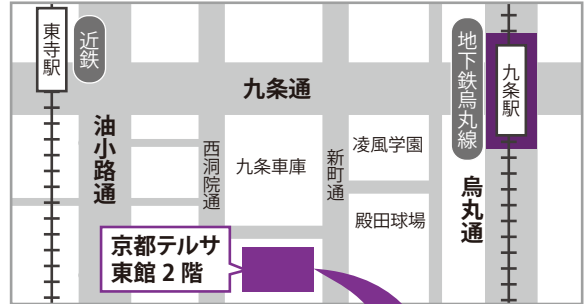 東寺駅
近鉄
地下鉄烏丸線
九条駅
九条通
油小路通
西洞院通
九条車庫
新町通
凌風学園
烏丸通
殿田球場
京都テルサ
東館 2 階